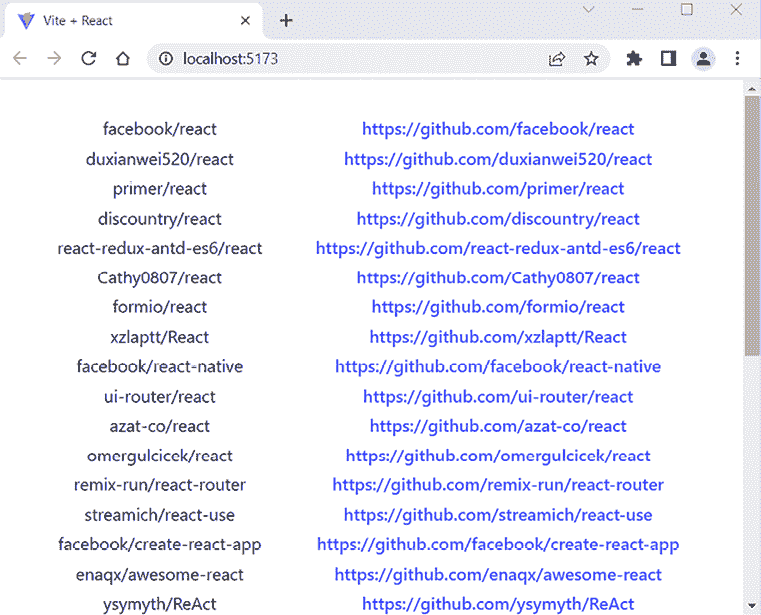 Vite + React
localhost:5173
facebook/react https://github.com/facebook/react
duxianwei520/react https://github.com/duxianwei520/react
primer/react https://github.com/primer/react
discountry/react https://github.com/discountry/react
react-redux-antd-es6/react https://github.com/react-redux-antd-es6/react
Cathy0807/react https://github.com/Cathy0807/react
formio/react https://github.com/formio/react
xzlaptt/React https://github.com/xzlaptt/React
facebook/react-native https://github.com/facebook/react-native
ui-router/react https://github.com/ui-router/react
azat-co/react https://github.com/azat-co/react
omergulcicek/react https://github.com/omergulcicek/react
remix-run/react-router https://github.com/remix-run/react-router
streamich/react-use https://github.com/streamich/react-use
facebook/create-react-app https://github.com/facebook/create-react-app
enaqx/awesome-react https://github.com/enaqx/awesome-react
ysymyth/ReAct https://github.com/ysymyth/ReAct